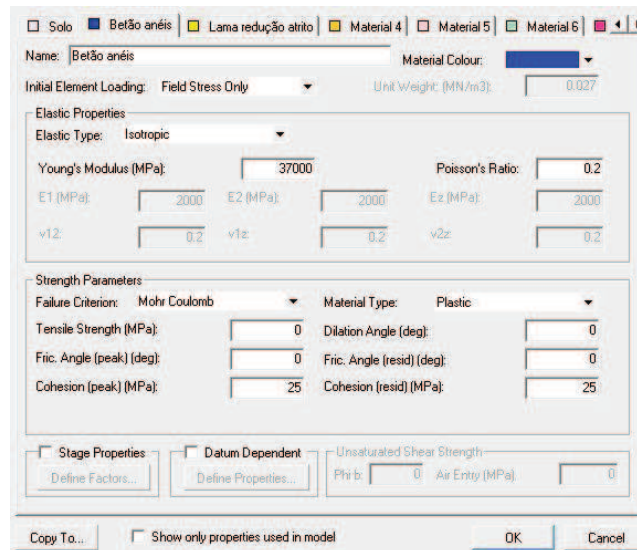 Solo Betão anéis Lama redução atrito Material 4 Material 5 Material 6
Name: Betão anéis Material Colour:
Initial Element Loading: Field Stress Only Unit Weight: (MN/m3): 0.027
Elastic Properties
Elastic Type: Isotropic
Young's Modulus (MPa): 37000 Poisson's Ratio: 0.2
E1 (MPa): 2000 E2 (MPa): 2000 Ez (MPa): 2000
v12: 0.2 v1z: 0.2 v2z: 0.2
Strength Parameters
Failure Criterion: Mohr Coulomb Material Type: Plastic
Tensile Strength (MPa): 0 Dilation Angle (deg): 0
Fric. Angle (peak) (deg): 0 Fric. Angle (resid) (deg): 0
Cohesion (peak) (MPa): 25 Cohesion (resid) (MPa): 25
Stage Properties Datum Dependent Unsaturated Shear Strength
Define Factors... Define Properties... Phi b: 0 Air Entry (MPa): 0
Copy To... Show only properties used in model OK Cancel